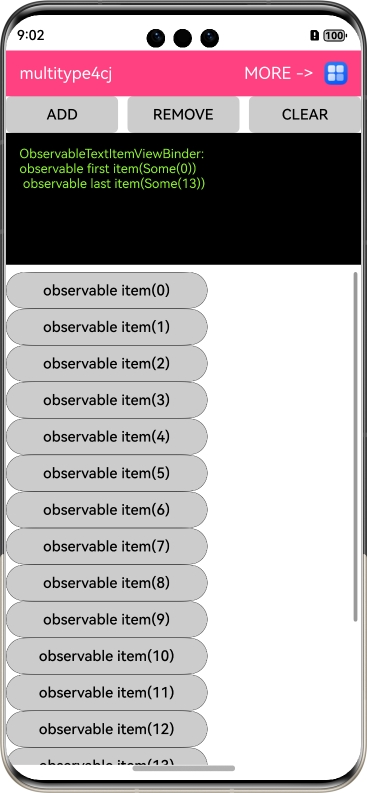 9:02
100
multitype4cj
MORE ->
ADD
REMOVE
CLEAR
ObservableTextItemViewBinder:
observable first item(Some(0))
observable last item(Some(13))
observable item(0)
observable item(1)
observable item(2)
observable item(3)
observable item(4)
observable item(5)
observable item(6)
observable item(7)
observable item(8)
observable item(9)
observable item(10)
observable item(11)
observable item(12)
observable item(13)